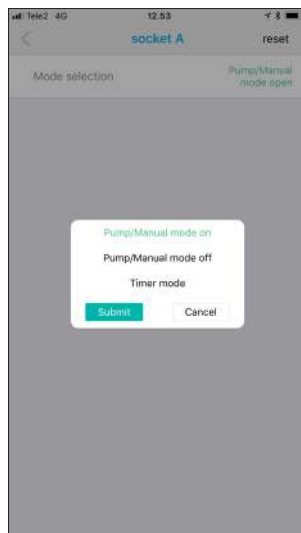 Tele2 4G 12.53
socket A reset
Mode selection Pump/Manual
mode open
Pump/Manual mode on
Pump/Manual mode off
Timer mode
Submit Cancel